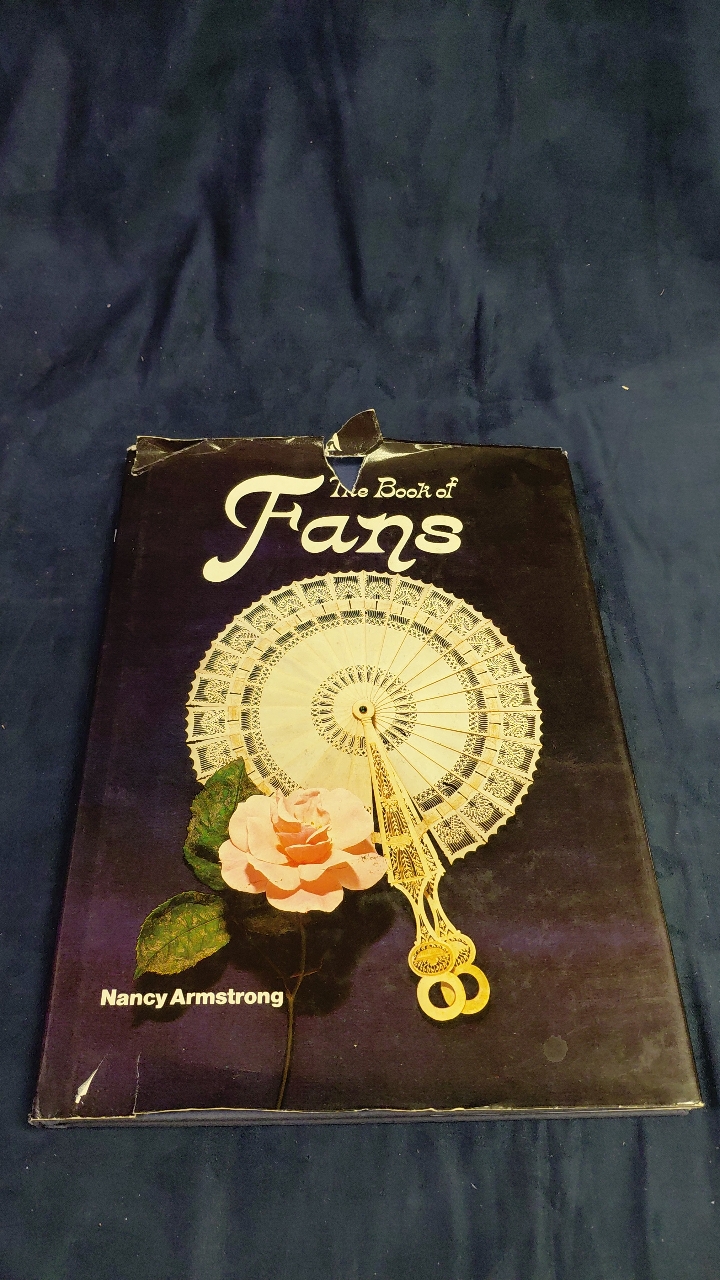 The Book of
Fans
Nancy Armstrong